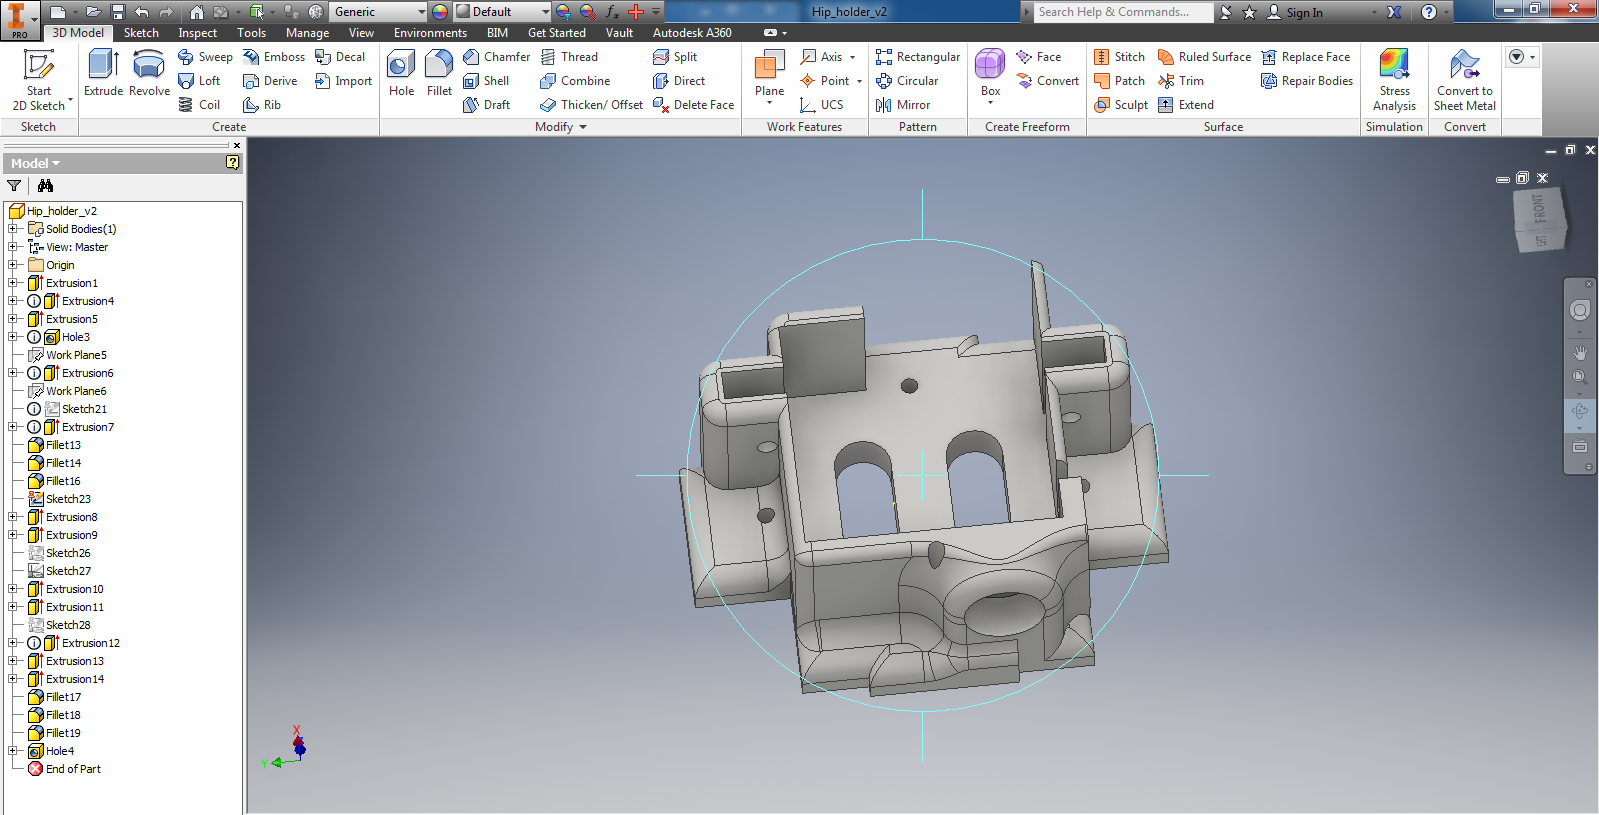 Generic
Default
Hip_holder_v2
Search Help & Commands...
Sign In
PRO
3D Model
Sketch
Inspect
Tools
Manage
View
Environments
BIM
Get Started
Vault
Autodesk A360
Start
2D Sketch
Sketch
Extrude
Revolve
Sweep
Emboss
Decal
Loft
Derive
Import
Coil
Rib
Create
Hole
Fillet
Chamfer
Thread
Split
Shell
Combine
Direct
Draft
Thicken/ Offset
Delete Face
Modify
Plane
Axis
Point
UCS
Work Features
Rectangular
Circular
Mirror
Pattern
Box
Face
Convert
Create Freeform
Stitch
Ruled Surface
Replace Face
Patch
Trim
Repair Bodies
Sculpt
Extend
Surface
Stress
Analysis
Simulation
Convert to
Sheet Metal
Convert
Model
Hip_holder_v2
Solid Bodies(1)
View: Master
Origin
Extrusion1
Extrusion4
Extrusion5
Hole3
Work Plane5
Extrusion6
Work Plane6
Sketch21
Extrusion7
Fillet13
Fillet14
Fillet16
Sketch23
Extrusion8
Extrusion9
Sketch26
Sketch27
Extrusion10
Extrusion11
Sketch28
Extrusion12
Extrusion13
Extrusion14
Fillet17
Fillet18
Fillet19
Hole4
End of Part
FRONT
LEFT
X
Y